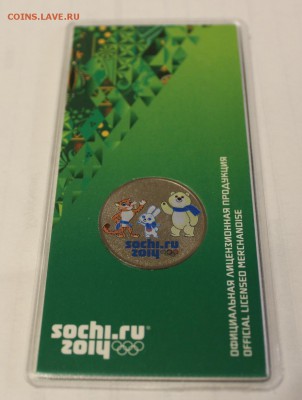 COINS.LAVE.RU
sochi.ru
2014
sochi.ru
2014
ОФИЦИАЛЬНАЯ ЛИЦЕНЗИОННАЯ ПРОДУКЦИЯ
OFFICIAL LICENSED MERCHANDISE